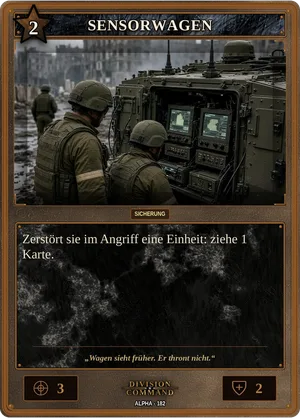 2
SENSORWAGEN
SICHERUNG
Zerstört sie im Angriff eine Einheit: ziehe 1
Karte.
„Wagen sieht früher. Er thront nicht.“
3
DIVISION
COMMAND
2
ALPHA · 182